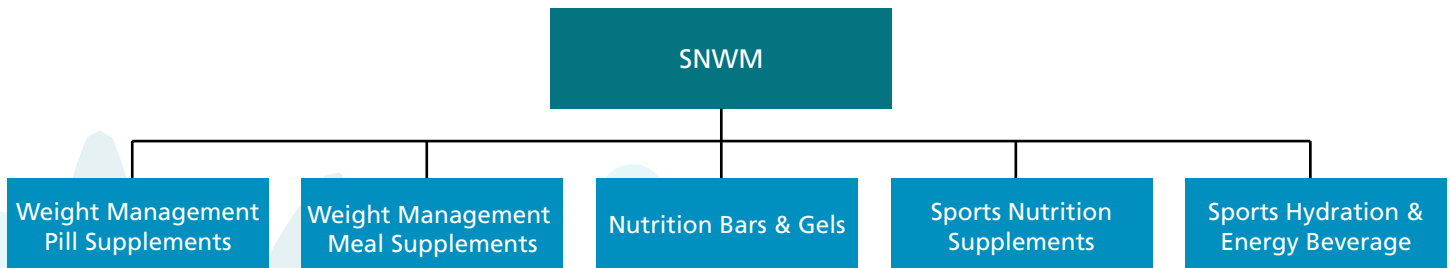 SNWM
Weight Management
Pill Supplements
Weight Management
Meal Supplements
Nutrition Bars & Gels
Sports Nutrition
Supplements
Sports Hydration &
Energy Beverage